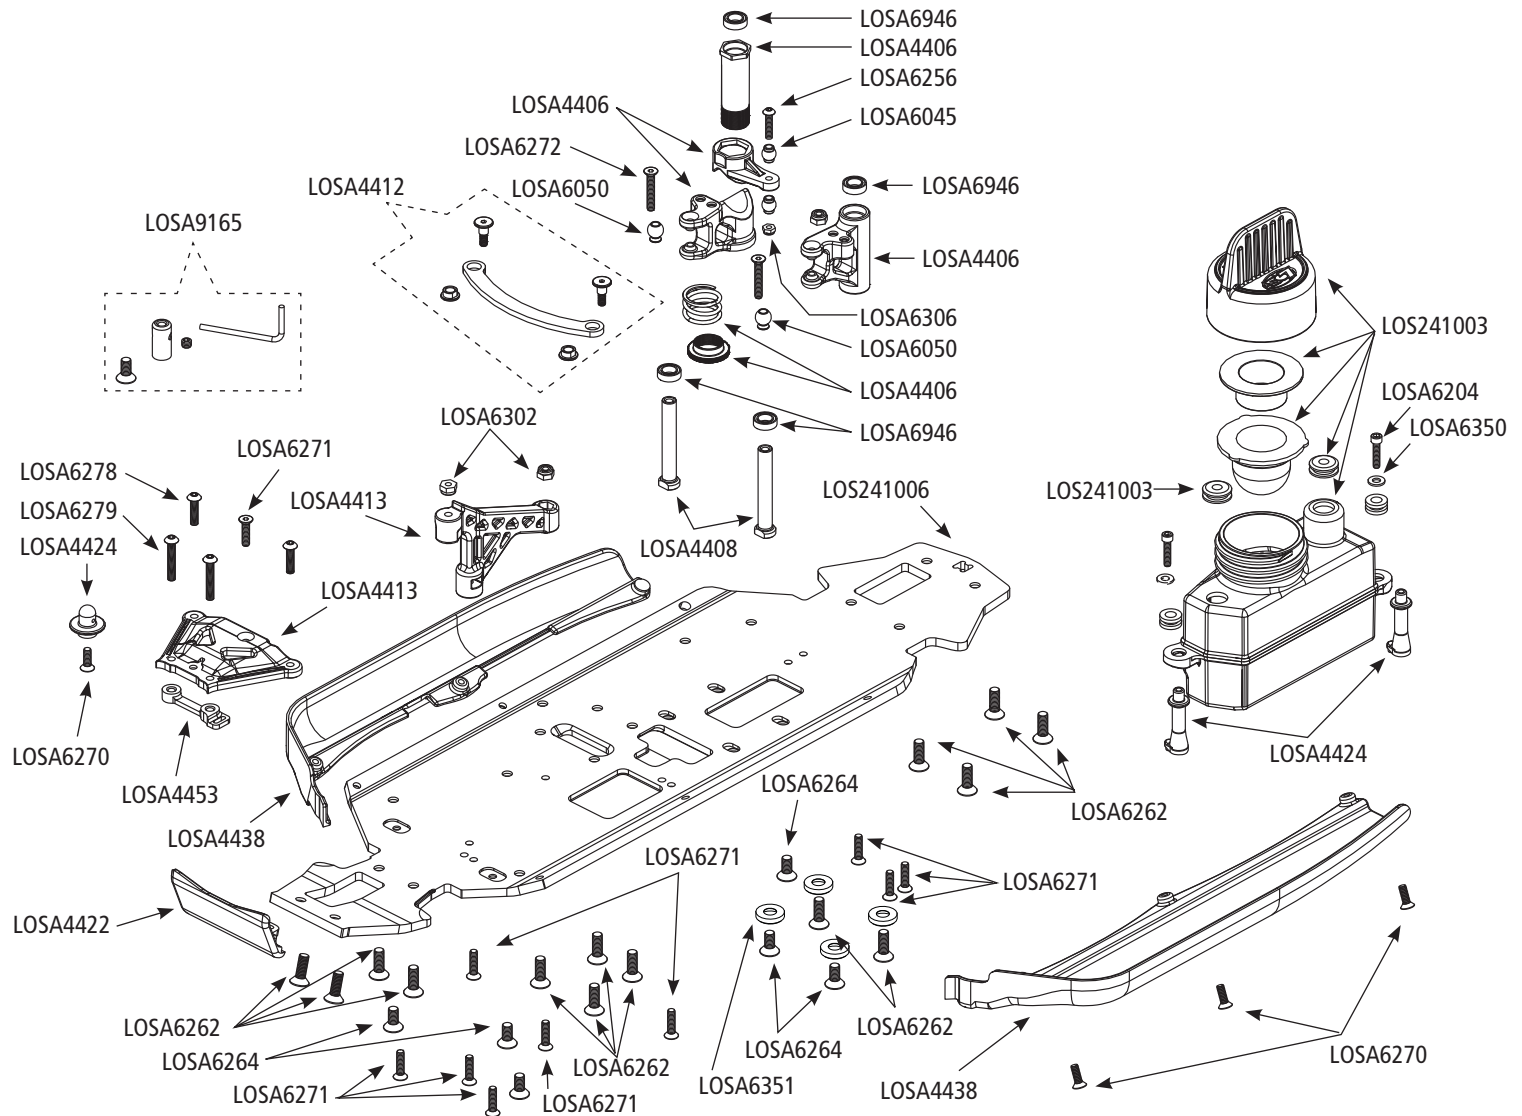 LOSA6946
LOSA4406
LOSA6256
LOSA4406
LOSA6045
LOSA6272
LOSA4412
LOSA6050
LOSA6946
LOSA9165
LOSA4406
LOSA6306
LOS241003
LOSA6050
LOSA4406
LOSA6204
LOSA6302
LOSA6946
LOSA6350
LOSA6271
LOSA6278
LOSA4413
LOS241006
LOS241003
LOSA6279
LOSA4424
LOSA4408
LOSA4413
LOSA6270
LOSA4424
LOSA4453
LOSA6264
LOSA6262
LOSA4438
LOSA6271
LOSA6271
LOSA4422
LOSA6262
LOSA6262
LOSA6264
LOSA6262
LOSA6264
LOSA6270
LOSA6271
LOSA6351
LOSA4438
LOSA6271